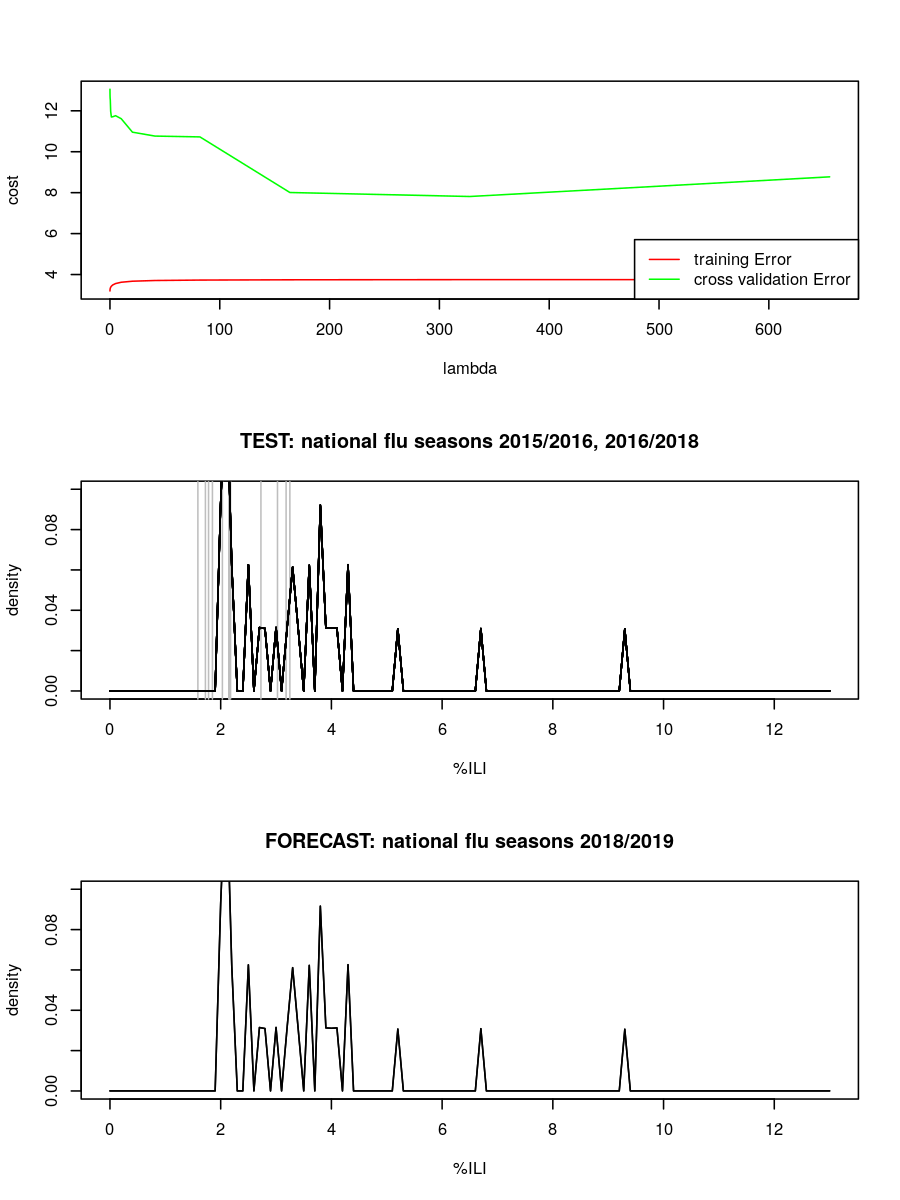 12
10
8
6
4
cost
training Error
cross validation Error
0 100 200 300 400 500 600
lambda
TEST: national flu seasons 2015/2016, 2016/2018
0.08
0.04
0.00
density
0 2 4 6 8 10 12
%ILI
FORECAST: national flu seasons 2018/2019
0.08
0.04
0.00
density
0 2 4 6 8 10 12
%ILI